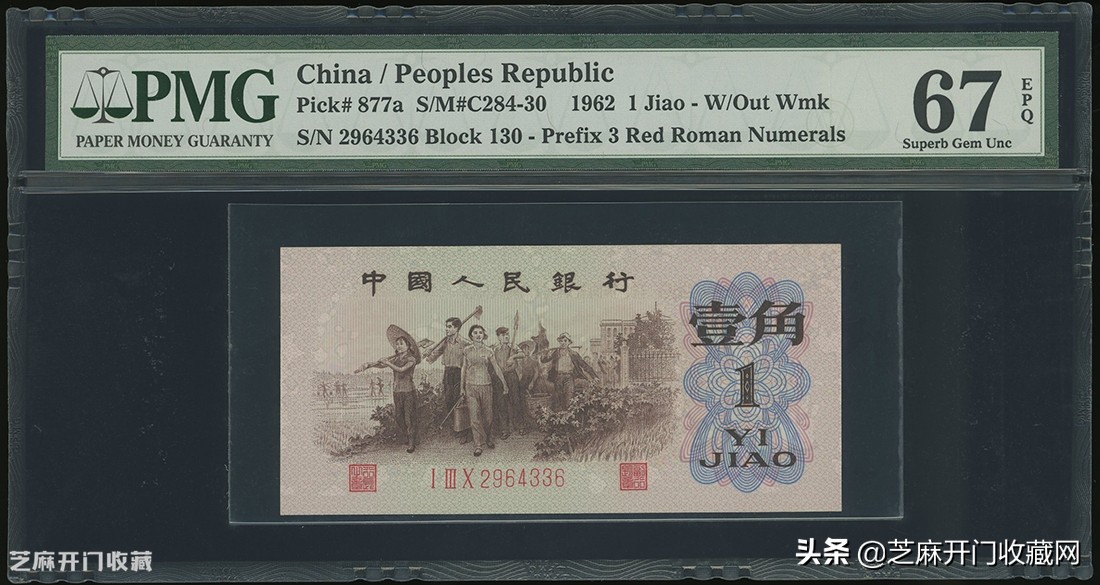 PMG
PAPER MONEY GUARANTY
China / Peoples Republic
Pick# 877a S/M#C284-30 1962 1 Jiao - W/Out Wmk
S/N 2964336 Block 130 - Prefix 3 Red Roman Numerals
67
EPQ
Superb Gem Unc
中國人民銀行
壹角
1
YI
JIAO
I III X 2964336
芝麻开门收藏
头条 @芝麻开门收藏网